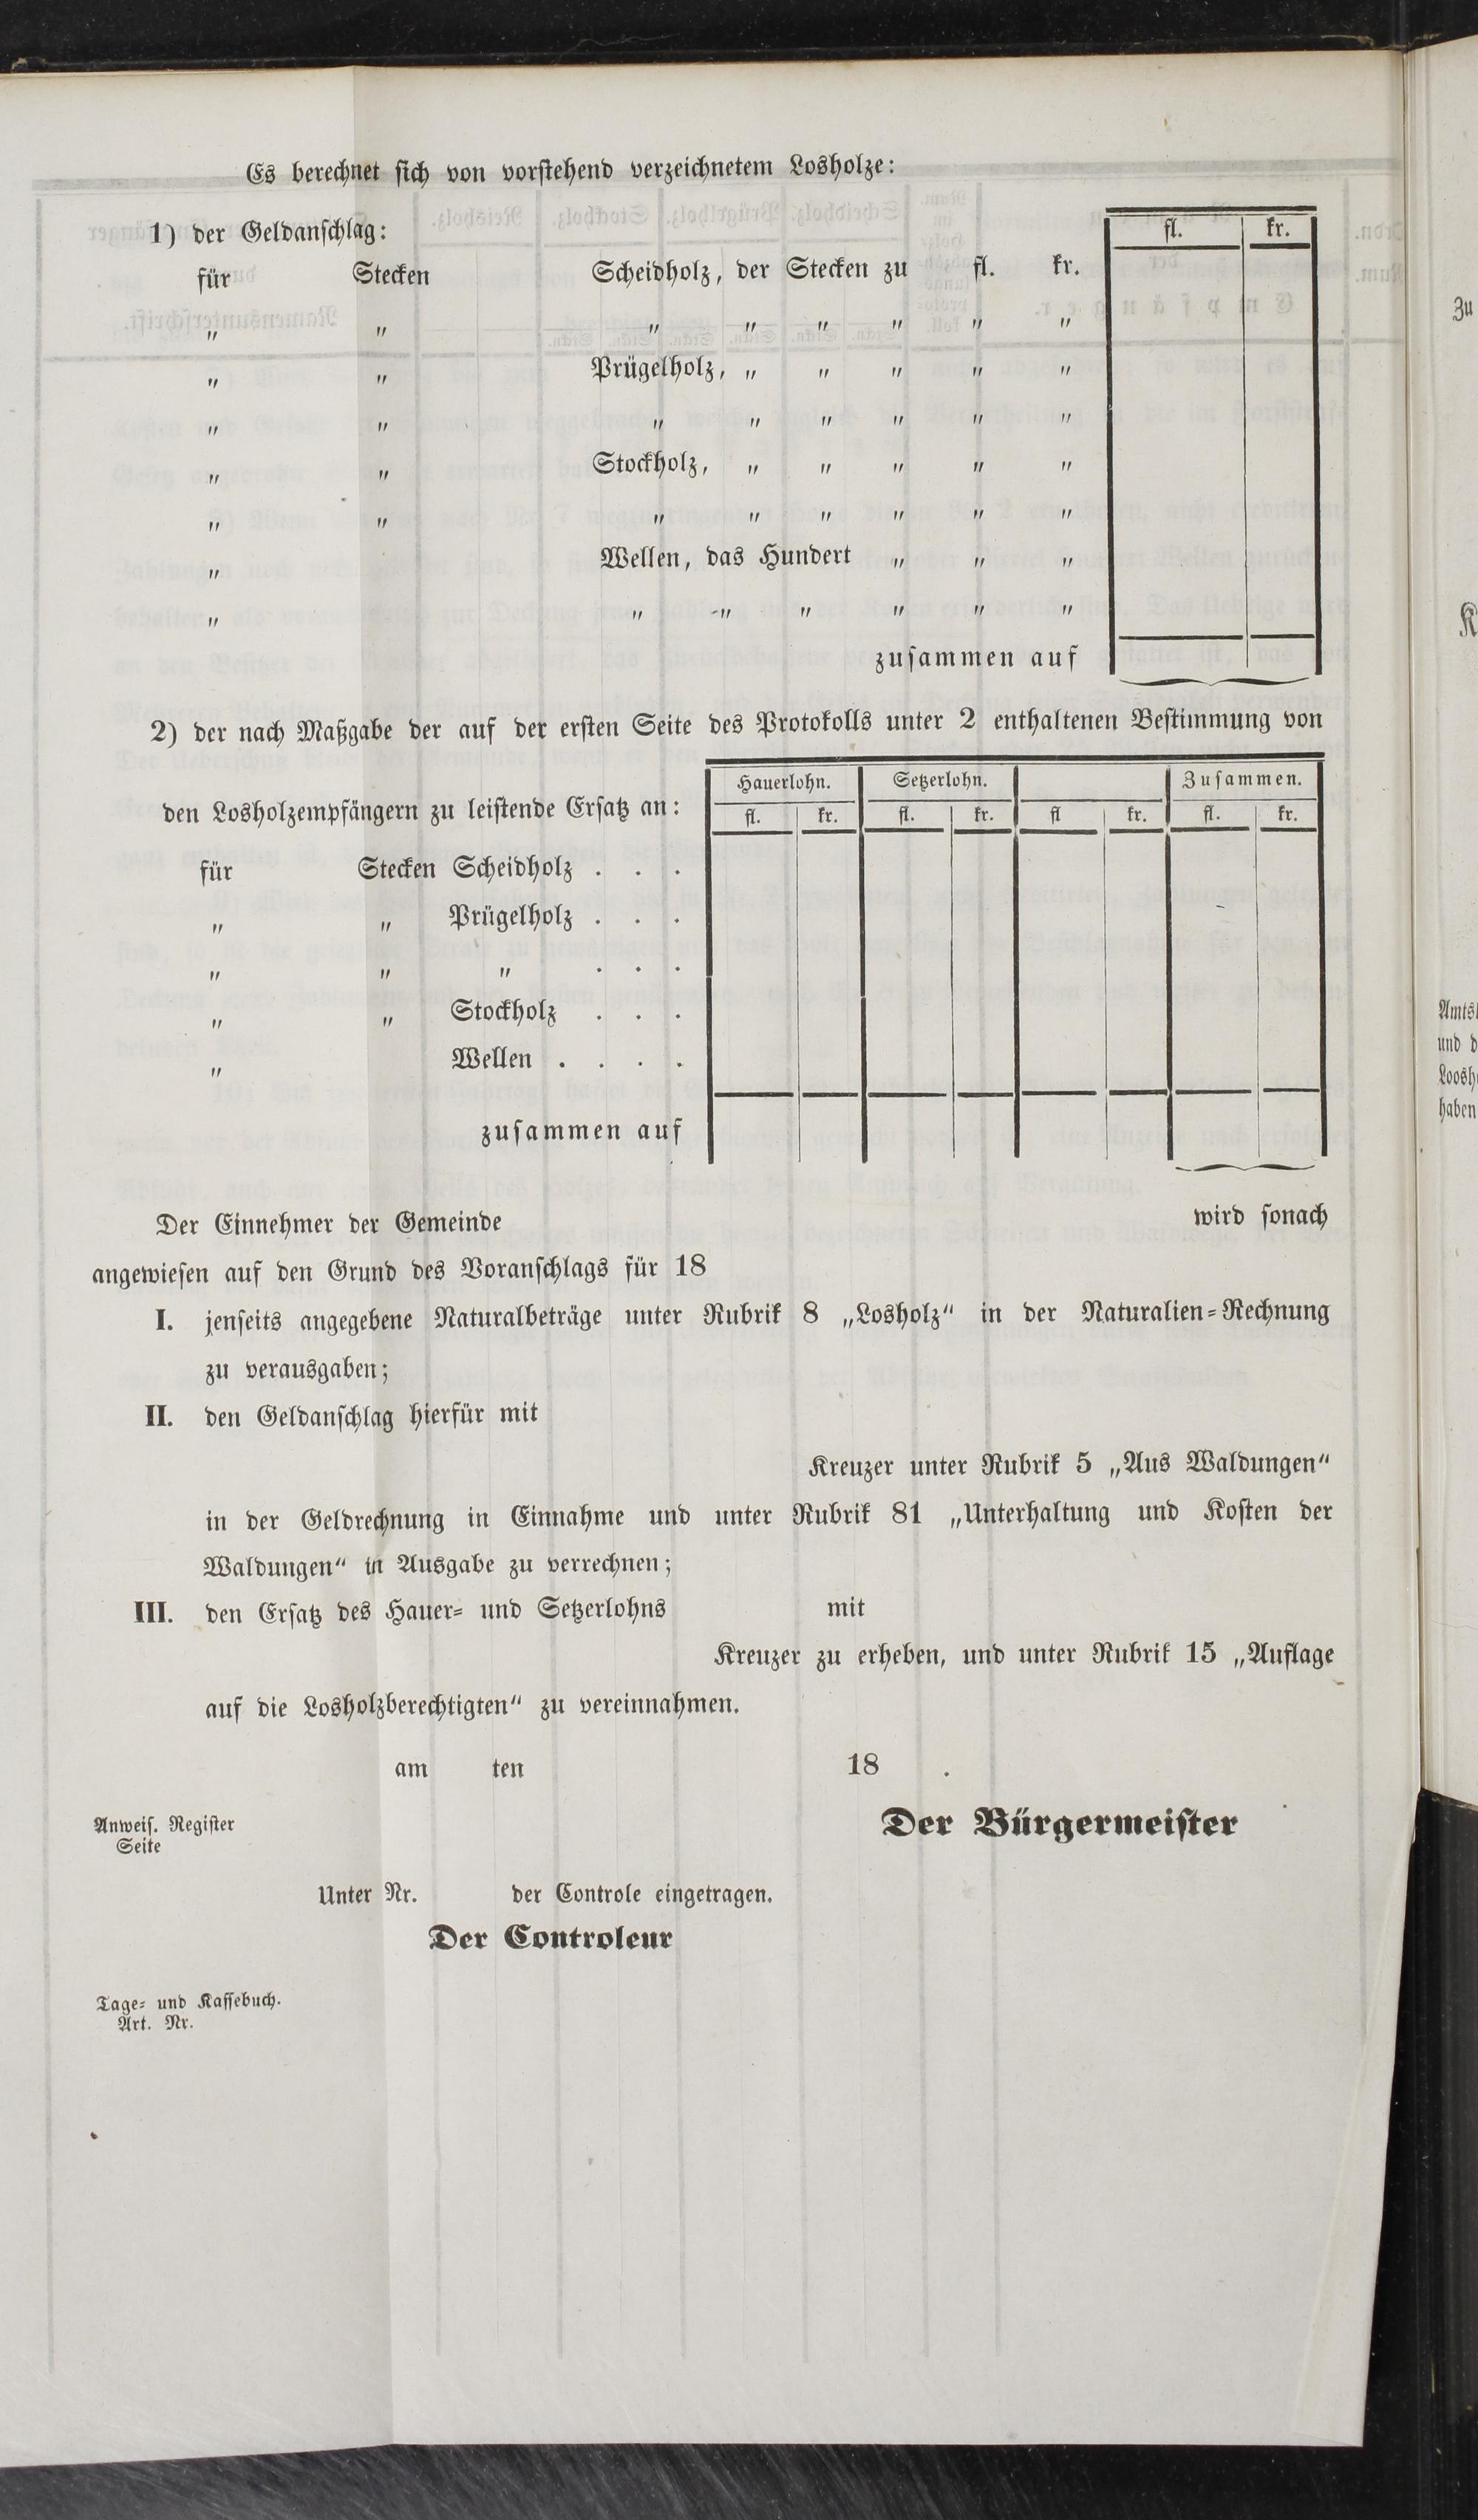 Es berechnet sich von vorstehend verzeichnetem Losholze:
1) der Geldanschlag:
fl. kr.
für Stecken Scheidholz, der Stecken zu fl. kr.
„ „ „ „ „ „ „ „
„ „ Prügelholz, „ „ „ „ „
„ „ „ „ „ „ „ „
„ „ Stockholz, „ „ „ „ „
„ „ „ „ „ „ „ „
„ Wellen, das Hundert „ „ „
„ „ „ „ „ „ „
zusammen auf
2) der nach Maßgabe der auf der ersten Seite des Protokolls unter 2 enthaltenen Bestimmung von
Hauerlohn. Setzerlohn. Zusammen.
den Losholzempfängern zu leistende Ersatz an:
fl. kr. fl. kr. fl kr. fl. kr.
für Stecken Scheidholz . . .
„ „ Prügelholz . . .
„ „ „ . . .
„ „ Stockholz . . .
„ Wellen . . . .
zusammen auf
Der Einnehmer der Gemeinde wird sonach
angewiesen auf den Grund des Voranschlags für 18
I. jenseits angegebene Naturalbeträge unter Rubrik 8 „Losholz“ in der Naturalien-Rechnung
zu verausgaben;
II. den Geldanschlag hierfür mit
Kreuzer unter Rubrik 5 „Aus Waldungen“
in der Geldrechnung in Einnahme und unter Rubrik 81 „Unterhaltung und Kosten der
Waldungen“ in Ausgabe zu verrechnen;
III. den Ersatz des Hauer- und Setzerlohns mit
Kreuzer zu erheben, und unter Rubrik 15 „Auflage
auf die Losholzberechtigten“ zu vereinnahmen.
am ten 18 .
Der Bürgermeister
Anweis. Register
Seite
Unter Nr. der Controle eingetragen.
Der Controleur
Tage- und Kassebuch.
Art. Nr.
Zu
und
haben